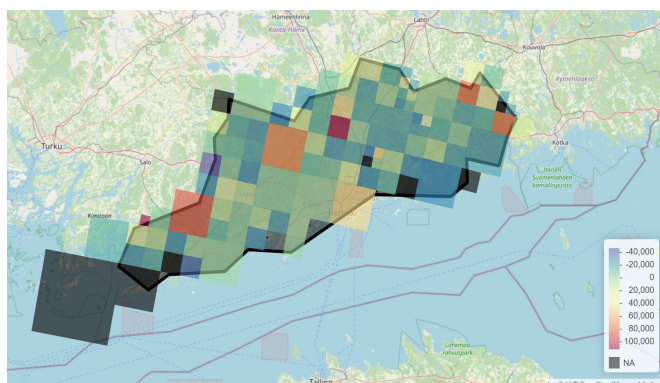 Hämeenlinna
Kanta-Häme
Lahti
Kouvola
Kymenlaakso
Turku
Salo
Kotka
Itäisen
Suomenlahden
kansallispuisto
Kimitoön
-40,000
-20,000
0
20,000
40,000
60,000
80,000
100,000
NA
Lahemaa
rahvuspark
Tallinn